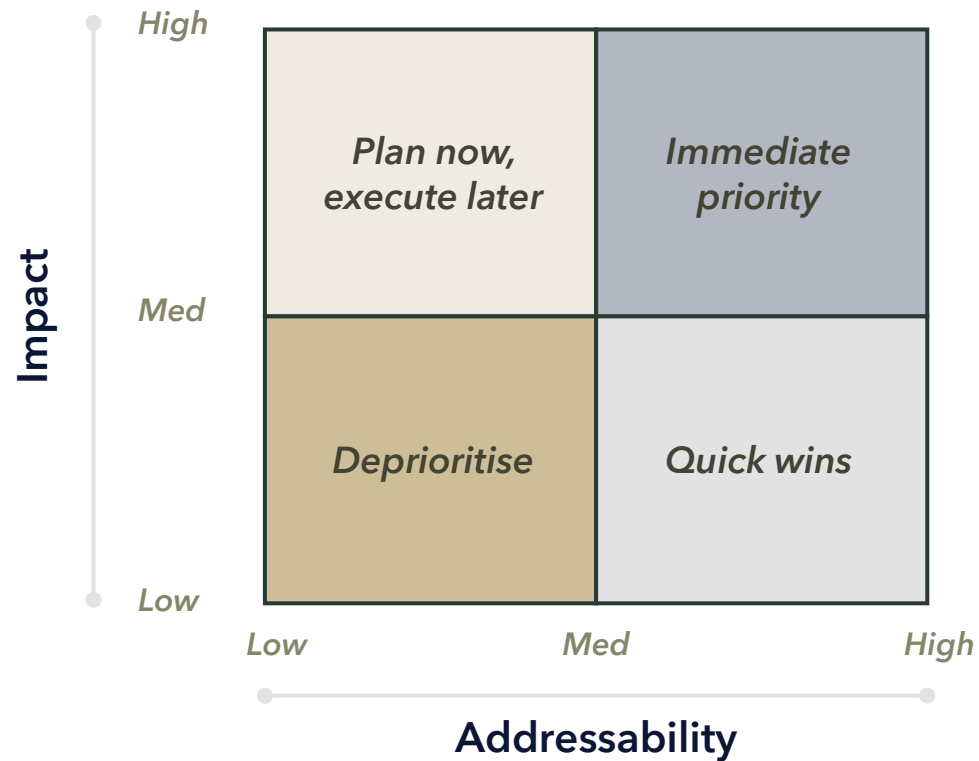 High
Plan now,
execute later
Immediate
priority
Impact
Med
Deprioritise
Quick wins
Low
Low
Med
High
Addressability